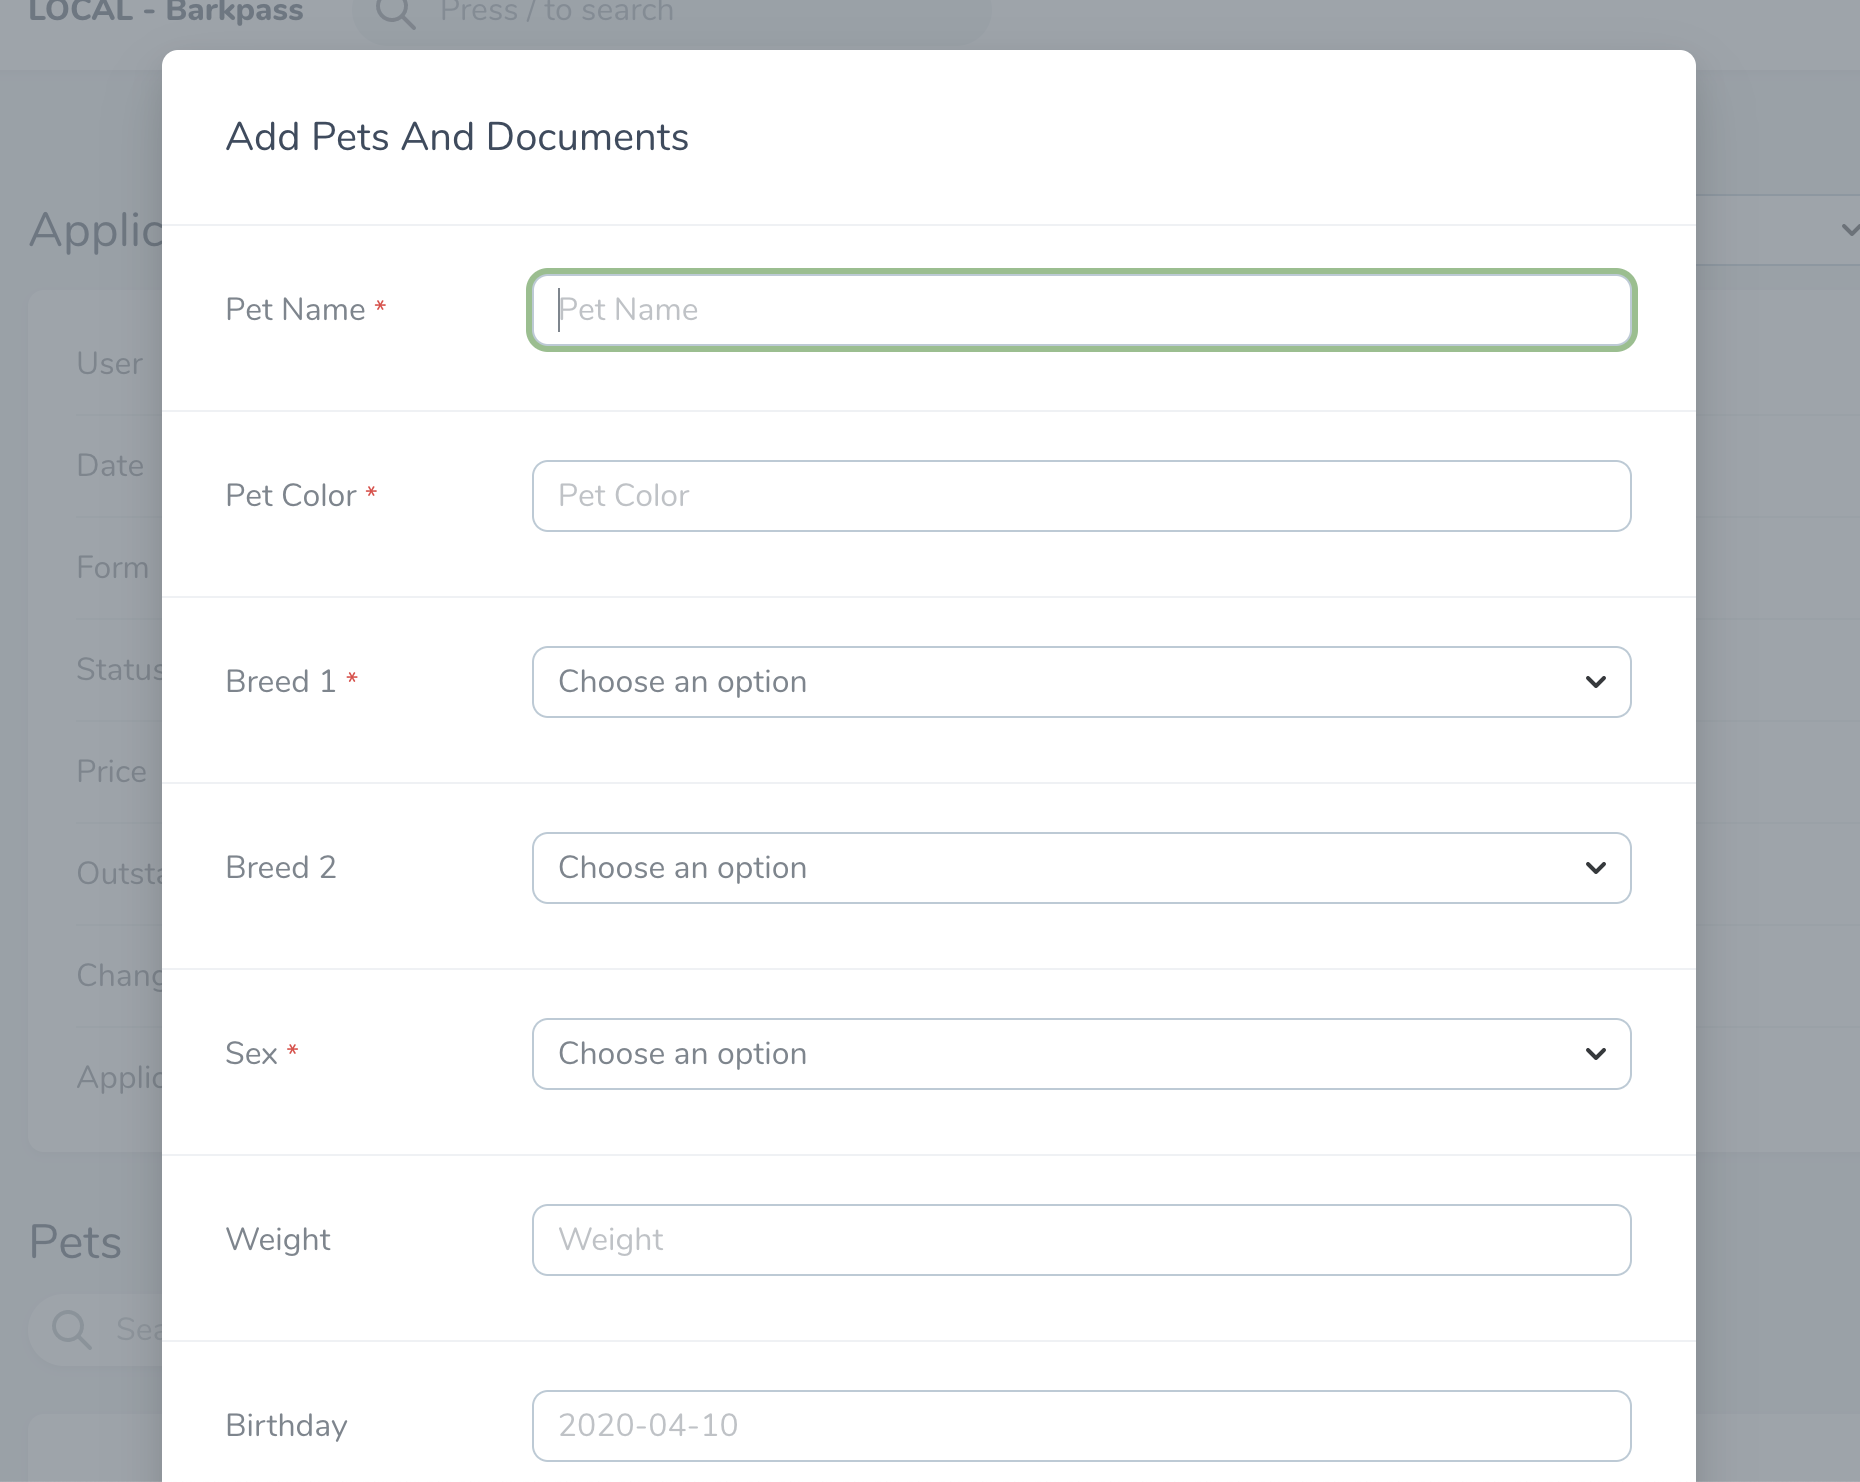 LOCAL - Barkpass
Press / to search
Add Pets And Documents
Applic
Pet Name *
Pet Name
User
Date
Pet Color *
Pet Color
Form
Status
Breed 1 *
Choose an option
Price
Breed 2
Choose an option
Outsta
Chang
Sex *
Choose an option
Applic
Pets
Weight
Weight
Sea
Birthday
2020-04-10